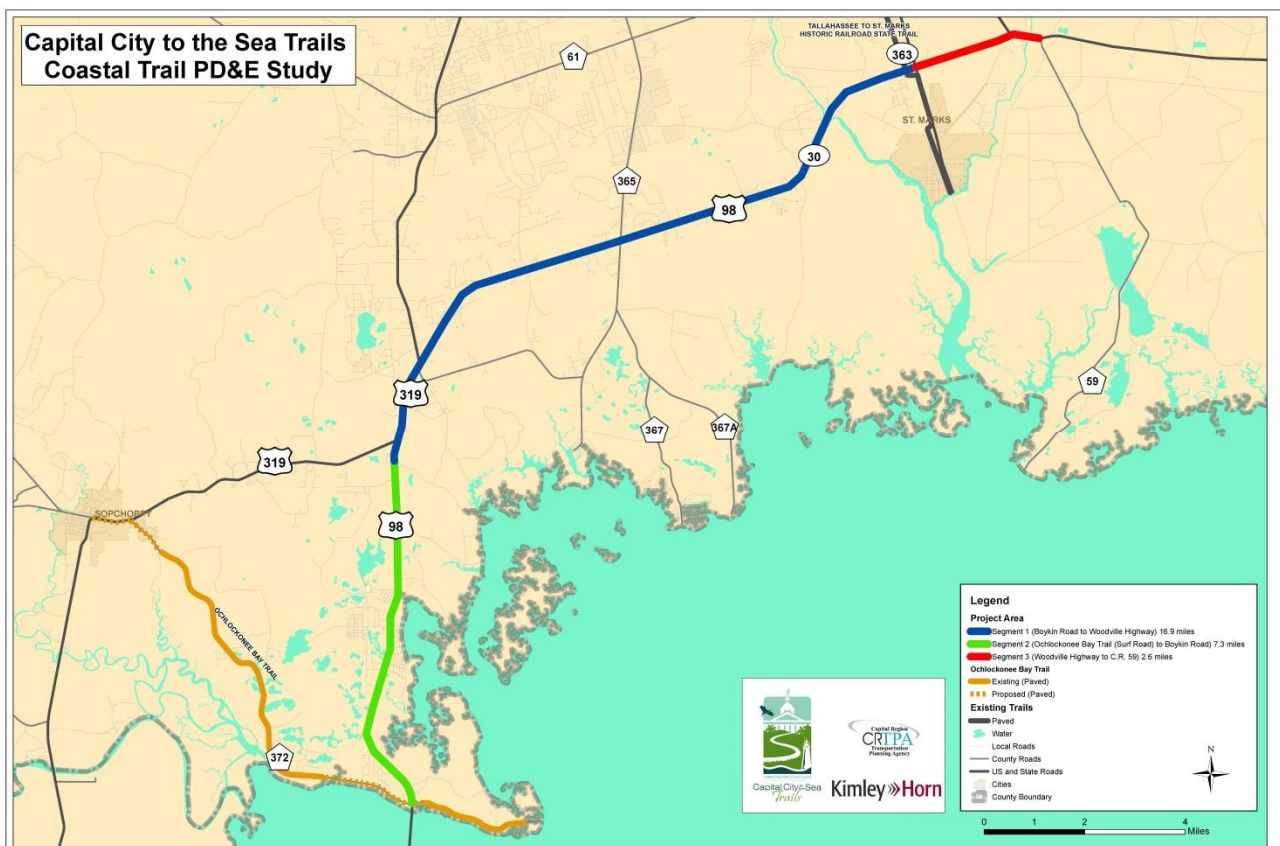 Capital City to the Sea Trails
Coastal Trail PD&E Study
TALLAHASSEE TO ST. MARKS
HISTORIC RAILROAD STATE TRAIL
61
363
ST. MARKS
30
365
98
319
59
367
367A
319
98
SOPCHOPPY
OCHLOCKONEE BAY TRAIL
372
Capital City to the Sea
Trails
Capital Region
CRTPA
Transportation
Planning Agency
Kimley»Horn
Legend
Project Area
Segment 1 (Boykin Road to Woodville Highway) 16.9 miles
Segment 2 (Ochlockonee Bay Trail (Surf Road) to Boykin Road) 7.3 miles
Segment 3 (Woodville Highway to C.R. 59) 2.6 miles
Ochlockonee Bay Trail
Existing (Paved)
Proposed (Paved)
Existing Trails
Paved
Water
Local Roads
County Roads
US and State Roads
Cities
County Boundary
N
0 1 2 4
Miles